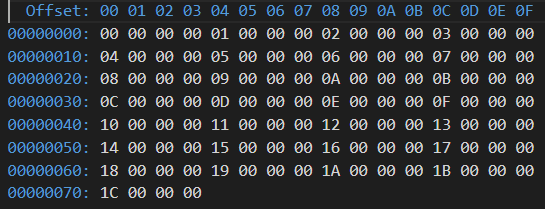 Offset: 00 01 02 03 04 05 06 07 08 09 0A 0B 0C 0D 0E 0F
00000000: 00 00 00 00 01 00 00 00 02 00 00 00 03 00 00 00
00000010: 04 00 00 00 05 00 00 00 06 00 00 00 07 00 00 00
00000020: 08 00 00 00 09 00 00 00 0A 00 00 00 0B 00 00 00
00000030: 0C 00 00 00 0D 00 00 00 0E 00 00 00 0F 00 00 00
00000040: 10 00 00 00 11 00 00 00 12 00 00 00 13 00 00 00
00000050: 14 00 00 00 15 00 00 00 16 00 00 00 17 00 00 00
00000060: 18 00 00 00 19 00 00 00 1A 00 00 00 1B 00 00 00
00000070: 1C 00 00 00